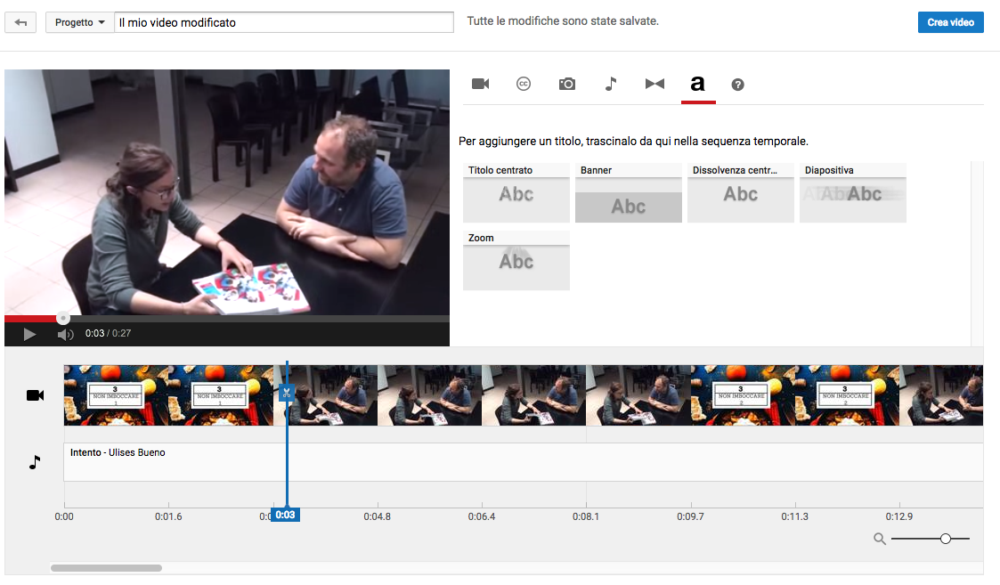 Progetto
Il mio video modificato
Tutte le modifiche sono state salvate.
Crea video
cc
a
?
Per aggiungere un titolo, trascinalo da qui nella sequenza temporale.
Titolo centrato
Banner
Dissolvenza centr...
Diapositiva
Abc
Abc
Abc
Abc
Zoom
Abc
0:03 / 0:27
3
NON IMBOCCARE
1
3
NON IMBOCCARE
1
3
NON IMBOCCARE
2
3
NON IMBOCCARE
2
Intento - Ulises Bueno
0:00
0:01.6
0:03
0:04.8
0:06.4
0:08.1
0:09.7
0:11.3
0:12.9